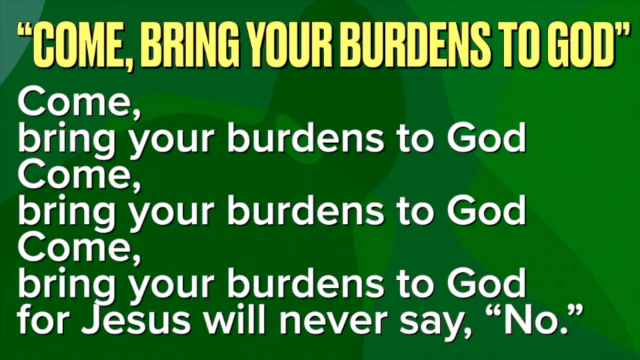 “COME, BRING YOUR BURDENS TO GOD”
Come,
bring your burdens to God
Come,
bring your burdens to God
Come,
bring your burdens to God
for Jesus will never say, “No.”